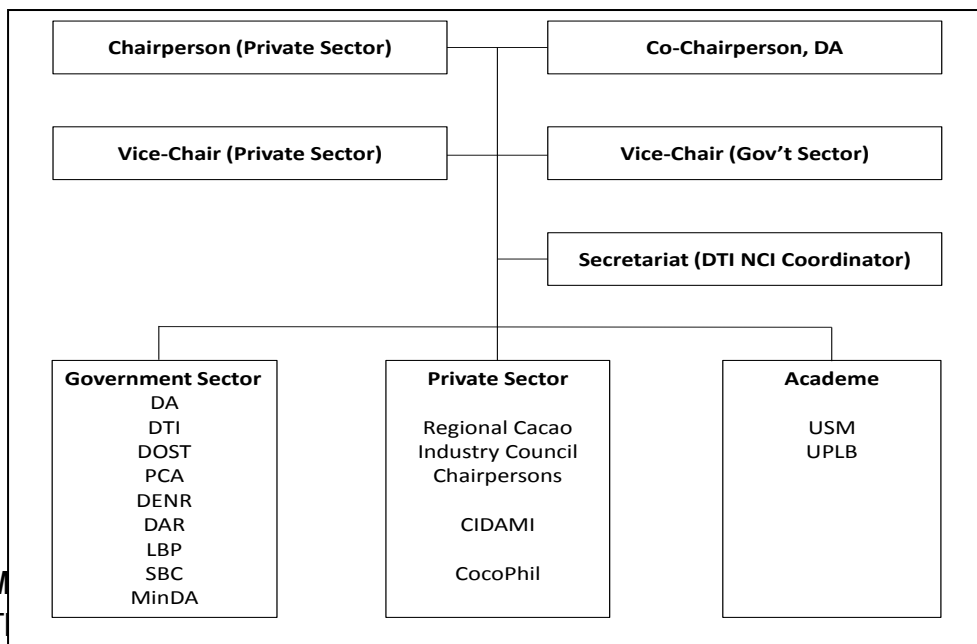 Chairperson (Private Sector)
Co-Chairperson, DA
Vice-Chair (Private Sector)
Vice-Chair (Gov't Sector)
Secretariat (DTI NCI Coordinator)
Government Sector
DA
DTI
DOST
PCA
DENR
DAR
LBP
SBC
MinDA
Private Sector
Regional Cacao
Industry Council
Chairpersons
CIDAMI
CocoPhil
Academe
USM
UPLB